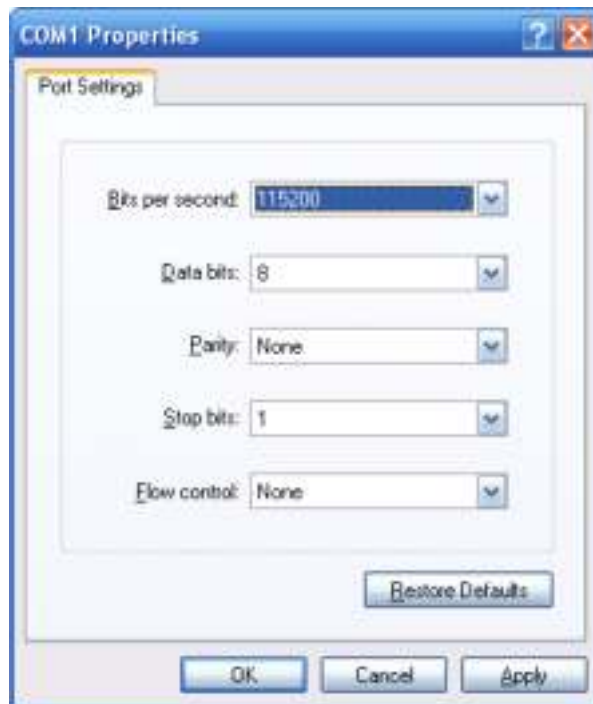 COM1 Properties
?
Port Settings
Bits per second: 115200
Data bits: 8
Parity: None
Stop bits: 1
Flow control: None
Restore Defaults
OK Cancel Apply